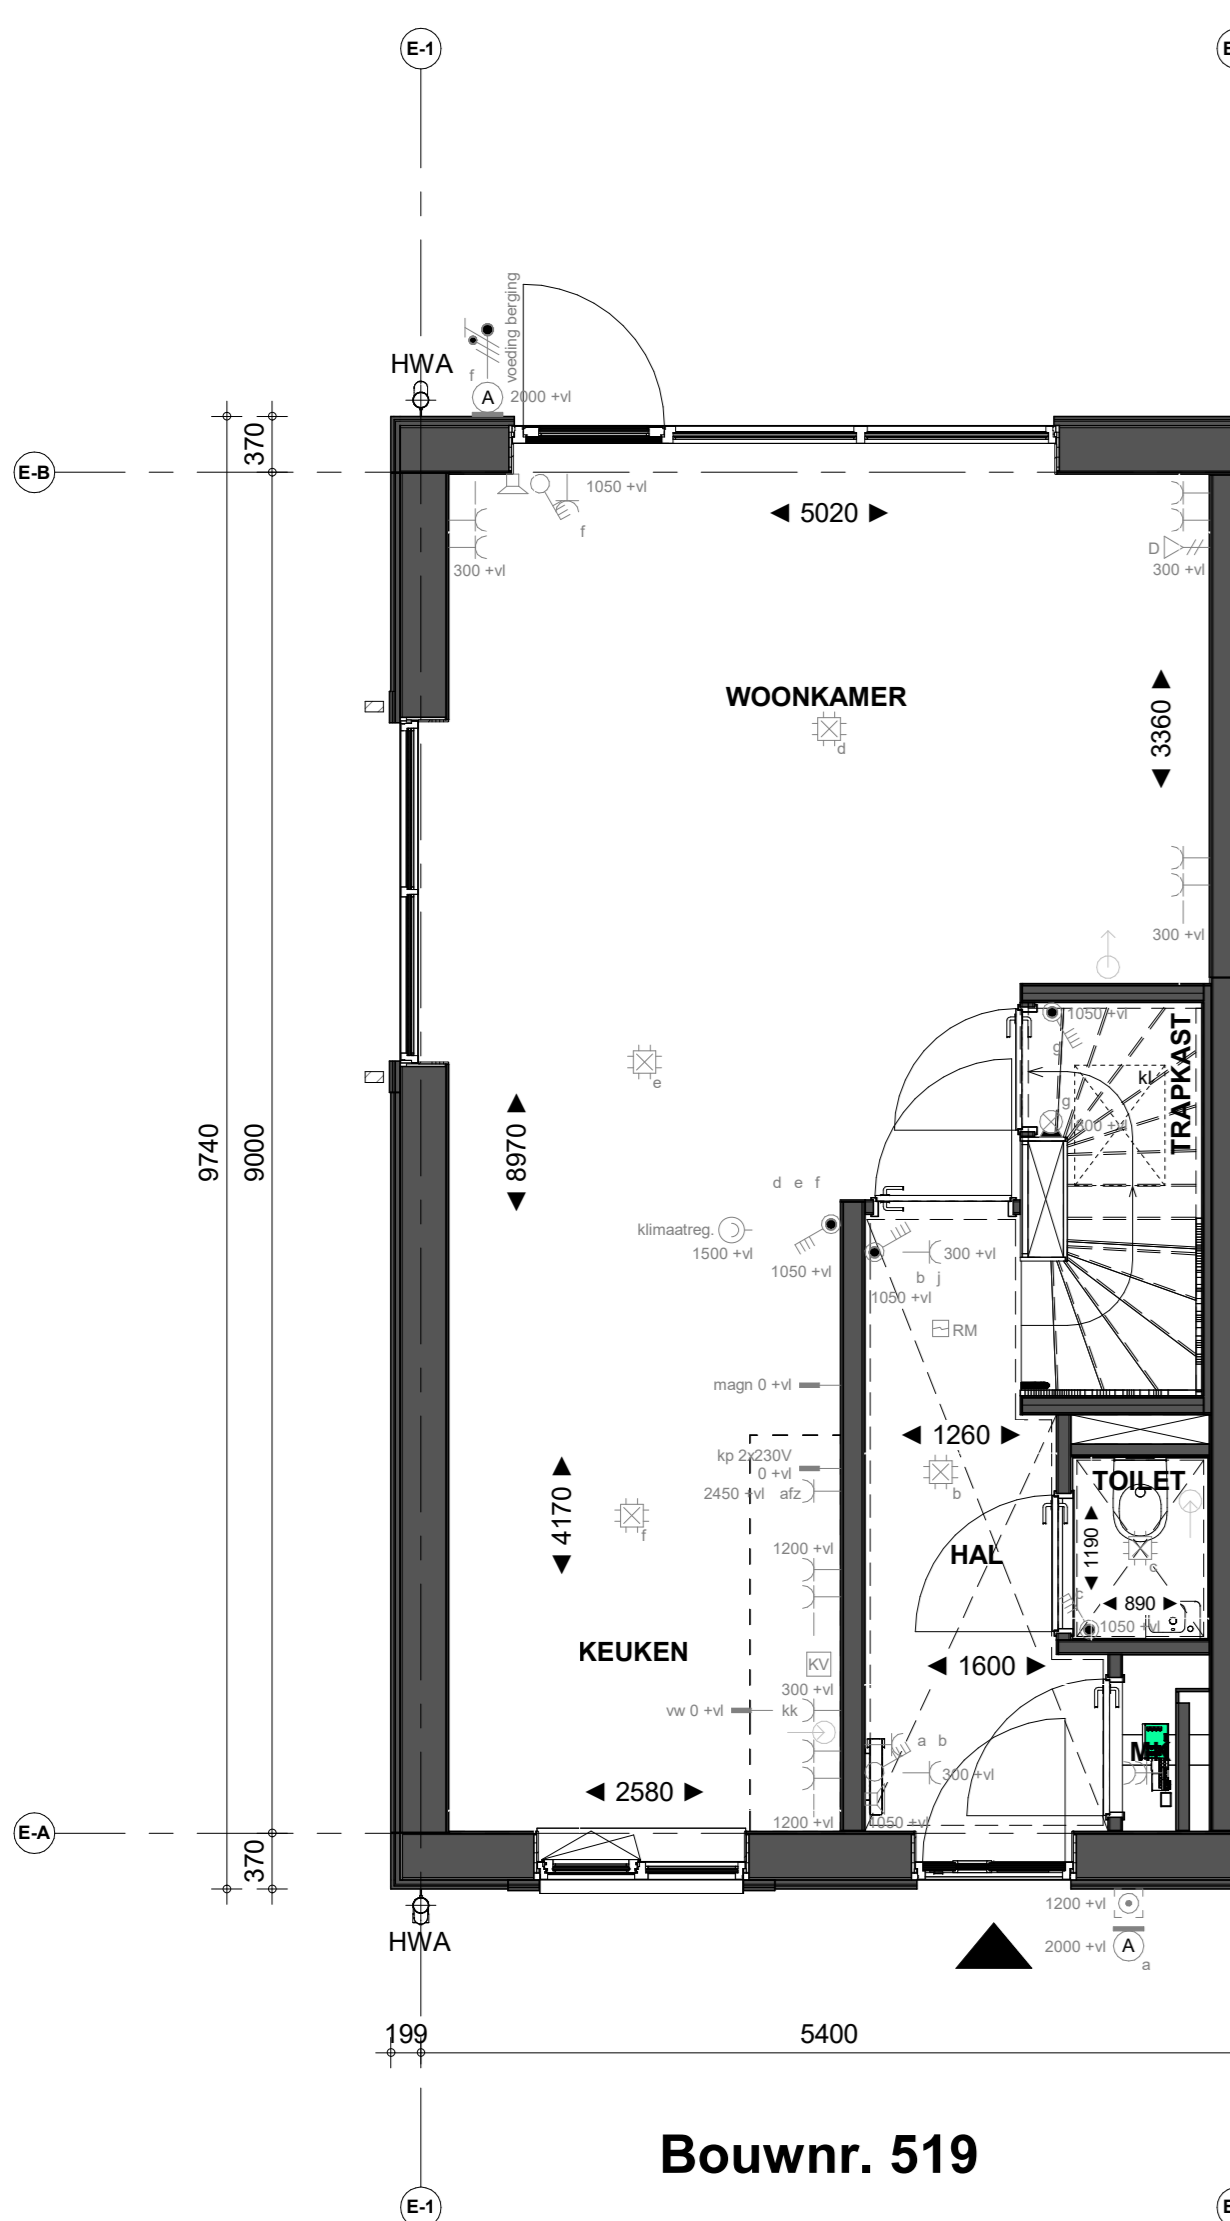 E-1
E
voeding berging
HWA
f
A
2000 +vl
370
E-B
1050 +vl
f
5020
300 +vl
D
300 +vl
WOONKAMER
d
3360
300 +vl
1050 +vl
g
TRAPKAST
kl
e
g
9740
9000
8970
d e f
klimaatreg.
1500 +vl
1050 +vl
300 +vl
b j
1050 +vl
RM
magn 0 +vl
1260
kp 2x230V
0 +vl
2450 +vl afz
b
TOILET
4170
f
1200 +vl
HAL
1190
c
c
890
1050 +vl
KEUKEN
KV
1600
300 +vl
vw 0 +vl
kk
a b
300 +vl
2580
1200 +vl
1050 +vl
E-A
370
HWA
1200 +vl
2000 +vl
A
a
199
5400
Bouwnr. 519
E-1
E